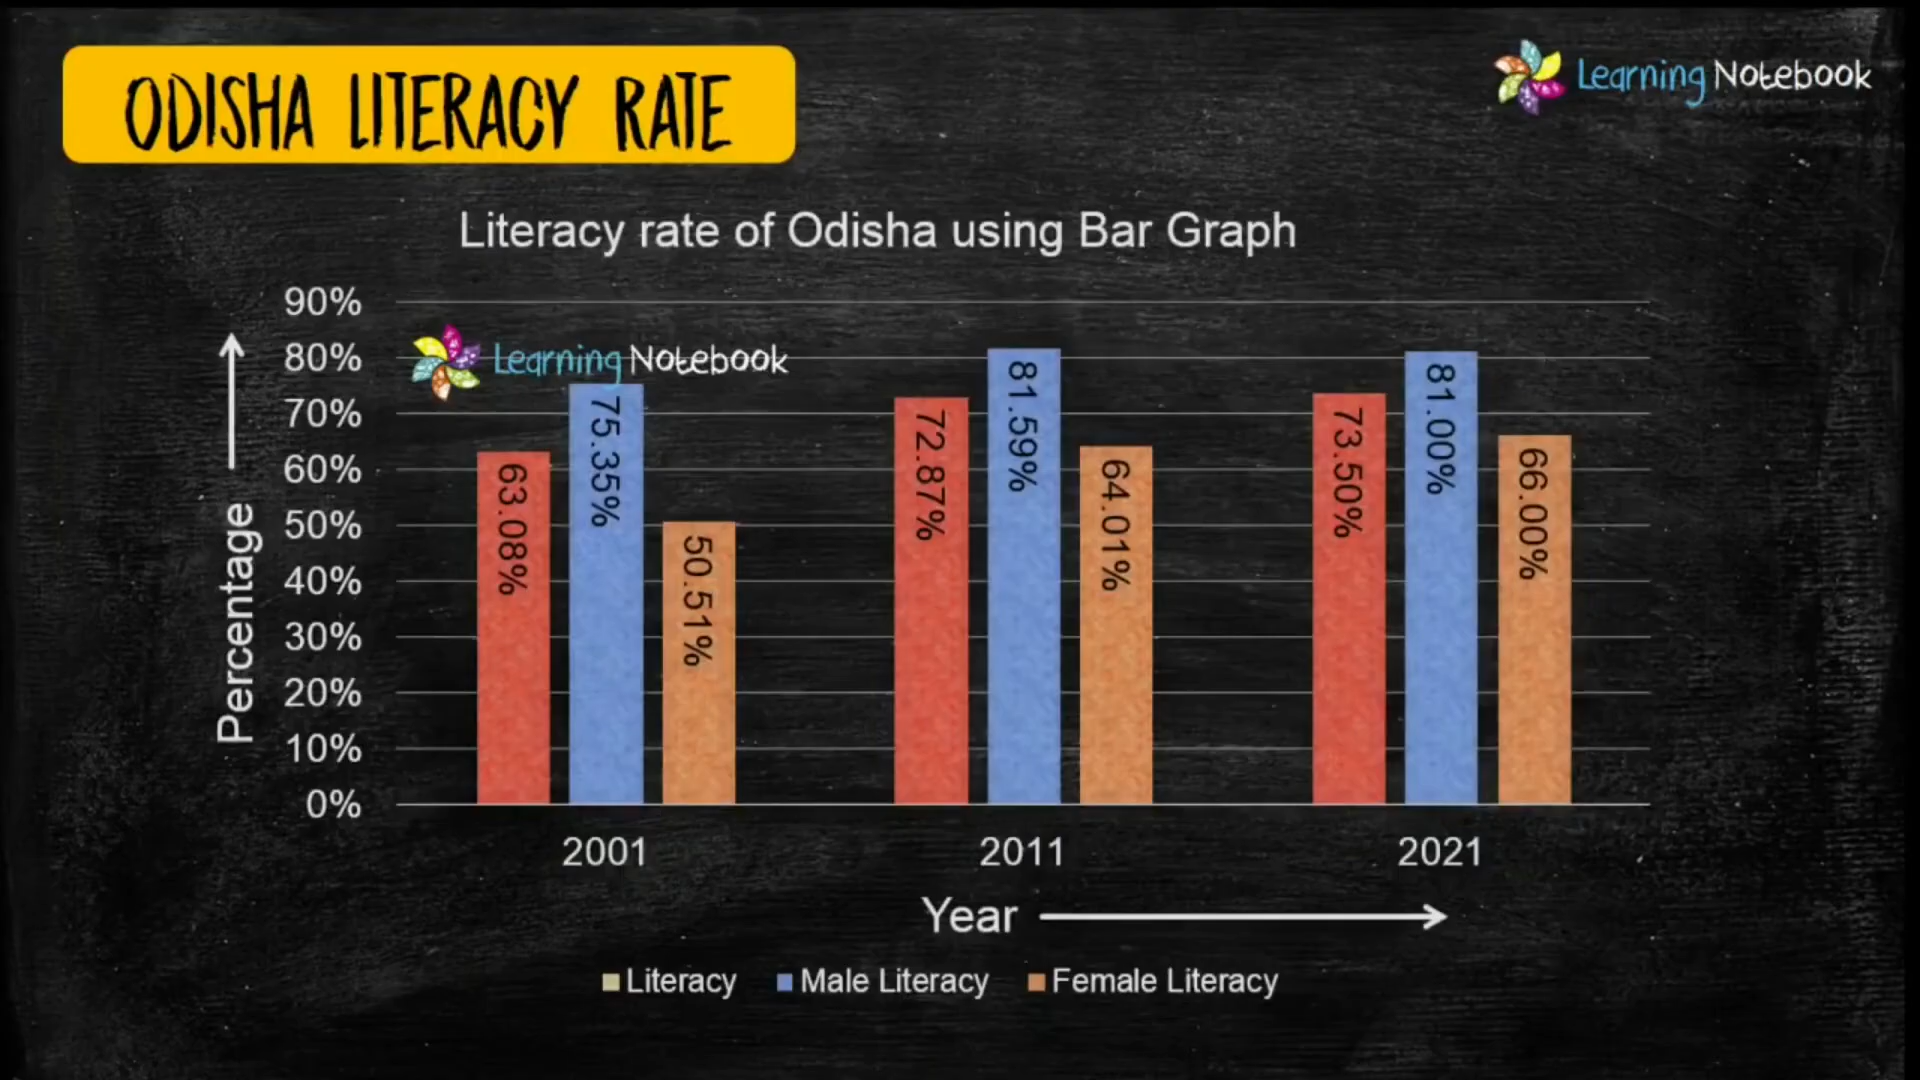 ODISHA LITERACY RATE
Learning Notebook
Literacy rate of Odisha using Bar Graph
90%
80%
70%
60%
50%
40%
30%
20%
10%
0%
Percentage
Learning Notebook
63.08%
75.35%
50.51%
72.87%
81.59%
64.01%
73.50%
81.00%
66.00%
2001 2011 2021
Year
Literacy Male Literacy Female Literacy